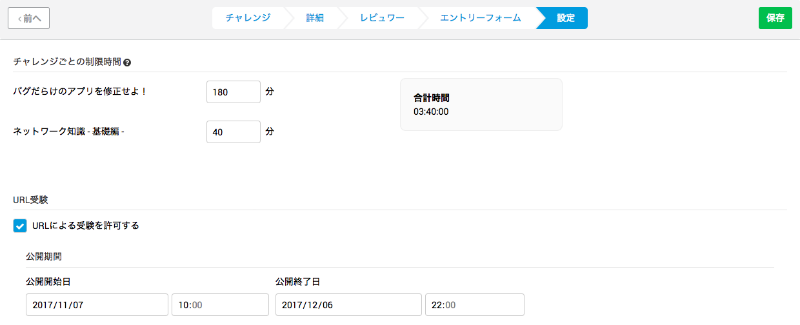 ‹ 前へ
チャレンジ
詳細
レビュワー
エントリーフォーム
設定
保存
チャレンジごとの制限時間?
バグだらけのアプリを修正せよ！
180
分
合計時間
03:40:00
ネットワーク知識 - 基礎編 -
40
分
URL受験
URLによる受験を許可する
公開期間
公開開始日
公開終了日
2017/11/07
10:00
2017/12/06
22:00